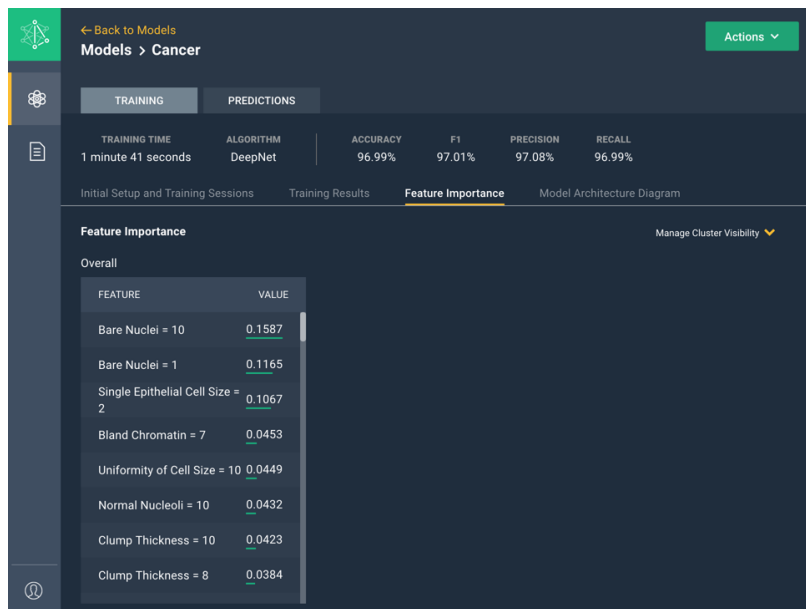 ← Back to Models
Models > Cancer
Actions
TRAINING PREDICTIONS
TRAINING TIME ALGORITHM ACCURACY F1 PRECISION RECALL
1 minute 41 seconds DeepNet 96.99% 97.01% 97.08% 96.99%
Initial Setup and Training Sessions Training Results Feature Importance Model Architecture Diagram
Feature Importance Manage Cluster Visibility
Overall
FEATURE VALUE
Bare Nuclei = 10 0.1587
Bare Nuclei = 1 0.1165
Single Epithelial Cell Size =
2 0.1067
Bland Chromatin = 7 0.0453
Uniformity of Cell Size = 10 0.0449
Normal Nucleoli = 10 0.0432
Clump Thickness = 10 0.0423
Clump Thickness = 8 0.0384